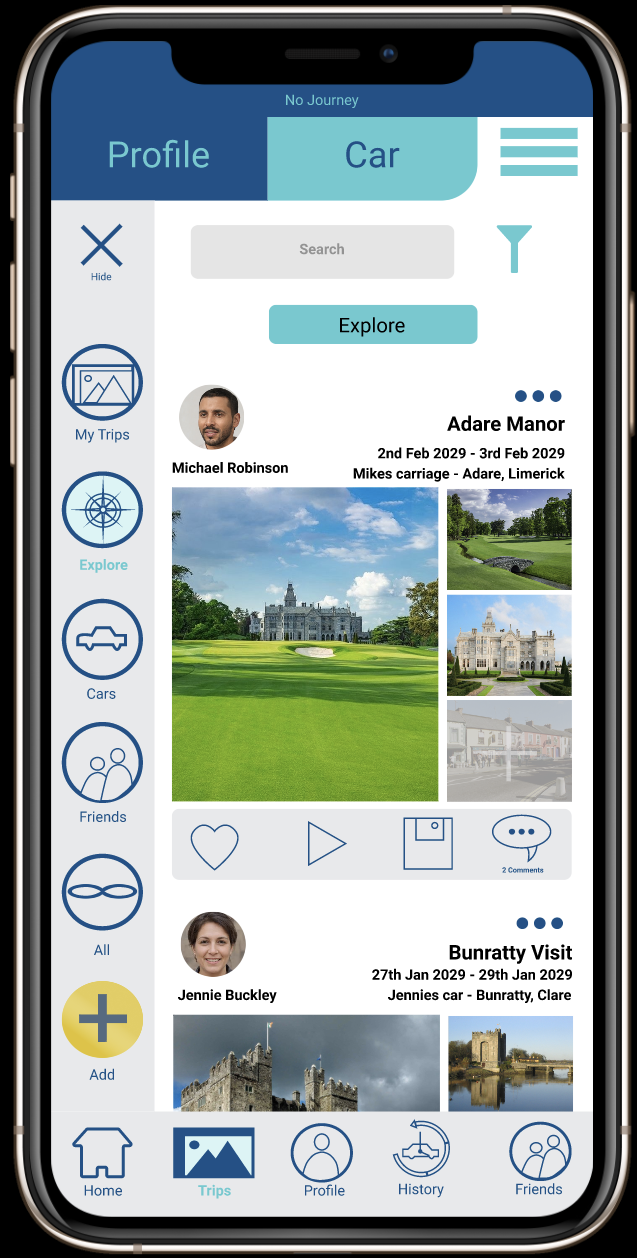 No Journey
Profile
Car
Hide
Search
Explore
My Trips
Explore
Cars
Friends
All
Add
Michael Robinson
Adare Manor
2nd Feb 2029 - 3rd Feb 2029
Mikes carriage - Adare, Limerick
2 Comments
Jennie Buckley
Bunratty Visit
27th Jan 2029 - 29th Jan 2029
Jennies car - Bunratty, Clare
Home
Trips
Profile
History
Friends